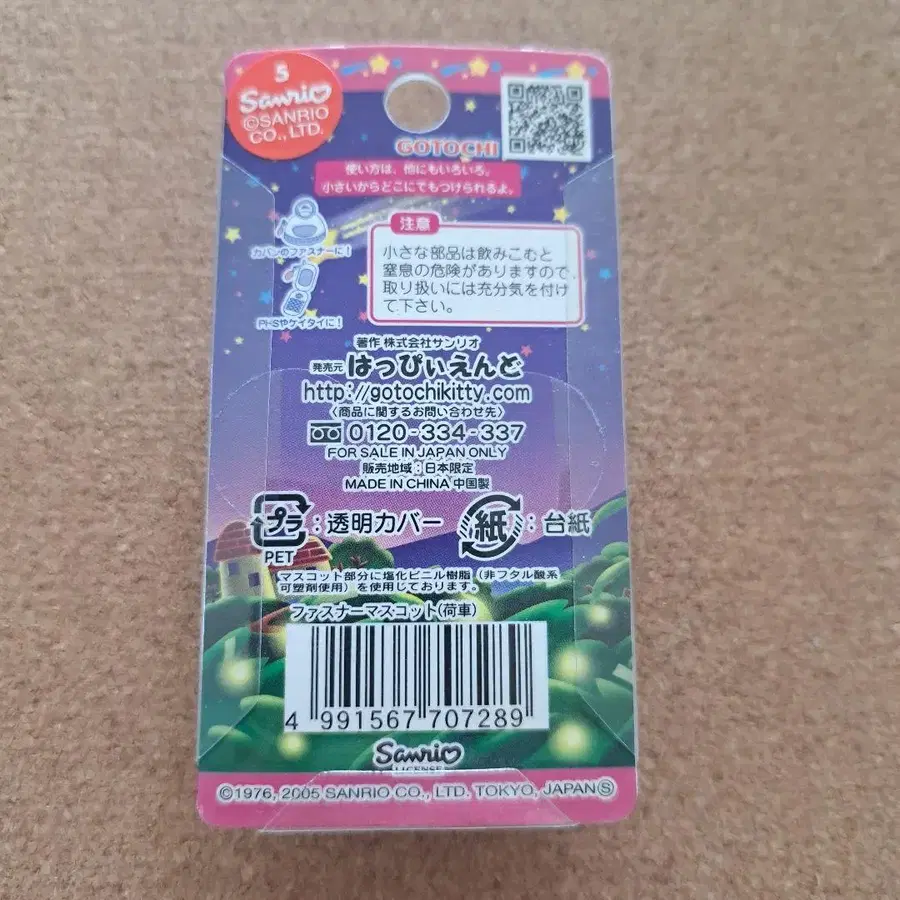 5
Sanrio
©SANRIO
CO., LTD.
GOTOCHI
使い方は、他にもいろいろ。
小さいからどこにでもつけられるよ。
カバンのファスナーに!
PHSやケイタイに!
注意
小さな部品は飲みこむと
窒息の危険がありますので、
取り扱いには充分気を付け
て下さい。
著作 株式会社サンリオ
発売元 はっぴぃえんど
http://gotochikitty.com
〈商品に関するお問い合わせ先〉
0120-334-337
FOR SALE IN JAPAN ONLY
販売地域:日本限定
MADE IN CHINA 中国製
プラ:透明カバー 紙:台紙
PET
マスコット部分に塩化ビニル樹脂(非フタル酸系
可塑剤使用)を使用しております。
ファスナーマスコット(荷車)
4 991567 707289
Sanrio
LICENSE
©1976, 2005 SANRIO CO., LTD. TOKYO, JAPAN Ⓢ